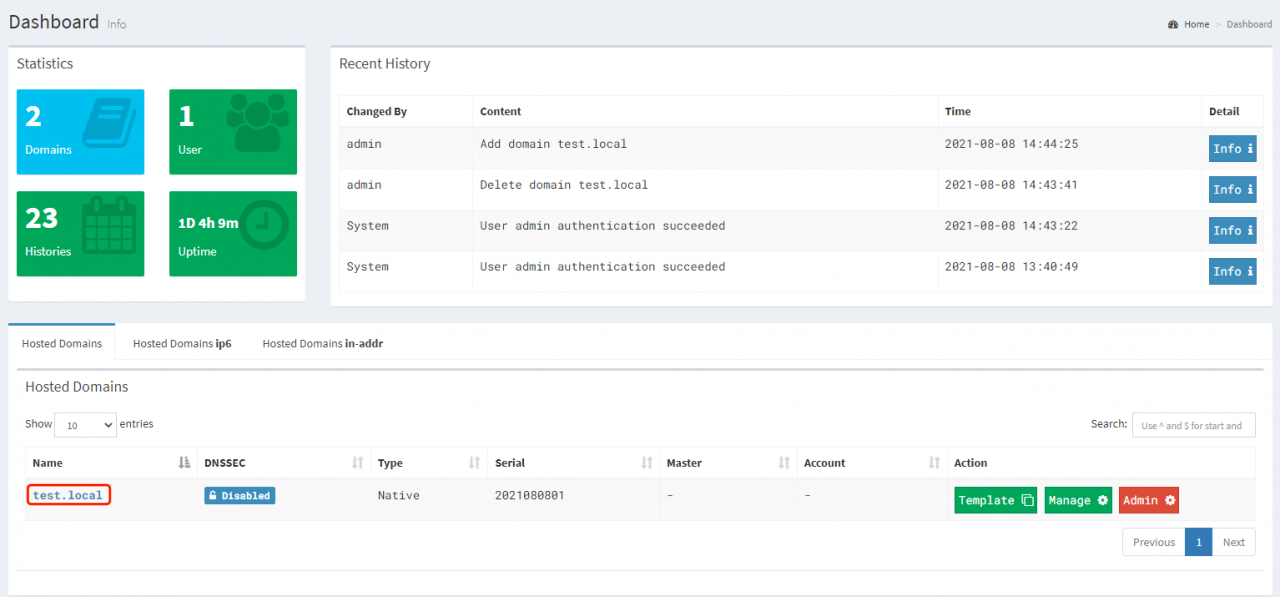 Dashboard Info
Home > Dashboard
Statistics
2
Domains
1
User
23
Histories
1D 4h 9m
Uptime
Recent History
Changed By Content Time Detail
admin Add domain test.local 2021-08-08 14:44:25 Info i
admin Delete domain test.local 2021-08-08 14:43:41 Info i
System User admin authentication succeeded 2021-08-08 14:43:22 Info i
System User admin authentication succeeded 2021-08-08 13:40:49 Info i
Hosted Domains Hosted Domains ip6 Hosted Domains in-addr
Hosted Domains
Show 10 entries Search: Use ^ and $ for start and
Name DNSSEC Type Serial Master Account Action
test.local Disabled Native 2021080801 - - Template Manage Admin
Previous 1 Next